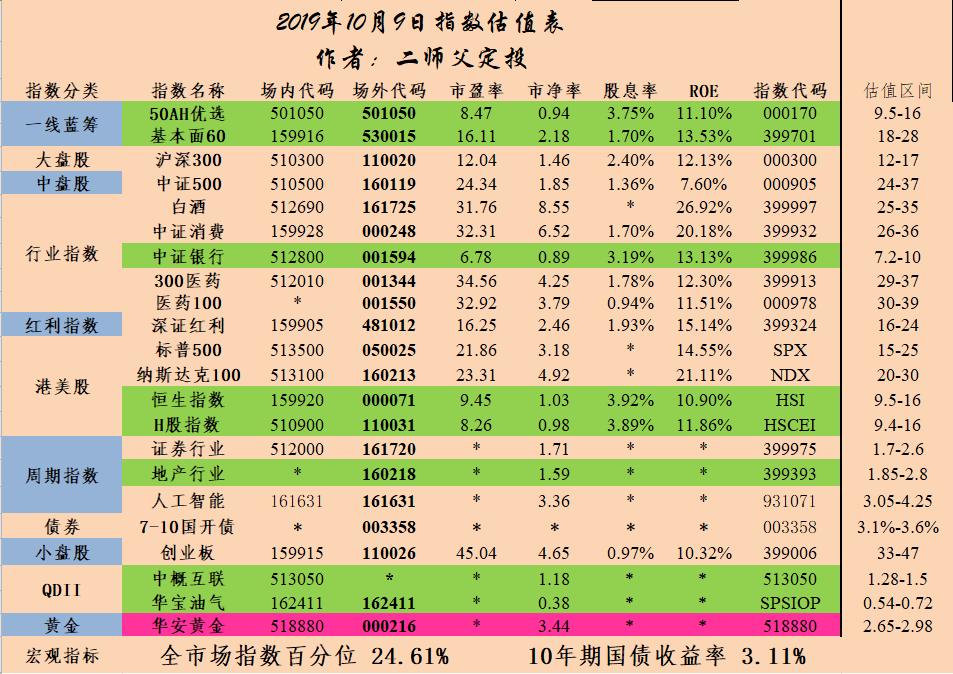 2019年10月9日指数估值表
作者：二师父定投
指数分类 指数名称 场内代码 场外代码 市盈率 市净率 股息率 ROE 指数代码 估值区间
一线蓝筹 50AH优选 501050 501050 8.47 0.94 3.75% 11.10% 000170 9.5-16
基本面60 159916 530015 16.11 2.18 1.70% 13.53% 399701 18-28
大盘股 沪深300 510300 110020 12.04 1.46 2.40% 12.13% 000300 12-17
中盘股 中证500 510500 160119 24.34 1.85 1.36% 7.60% 000905 24-37
行业指数 白酒 512690 161725 31.76 8.55 * 26.92% 399997 25-35
中证消费 159928 000248 32.31 6.52 1.70% 20.18% 399932 26-36
中证银行 512800 001594 6.78 0.89 3.19% 13.13% 399986 7.2-10
300医药 512010 001344 34.56 4.25 1.78% 12.30% 399913 29-37
医药100 * 001550 32.92 3.79 0.94% 11.51% 000978 30-39
红利指数 深证红利 159905 481012 16.25 2.46 1.93% 15.14% 399324 16-24
港美股 标普500 513500 050025 21.86 3.18 * 14.55% SPX 15-25
纳斯达克100 513100 160213 23.31 4.92 * 21.11% NDX 20-30
恒生指数 159920 000071 9.45 1.03 3.92% 10.90% HSI 9.5-16
H股指数 510900 110031 8.26 0.98 3.89% 11.86% HSCEI 9.4-16
周期指数 证券行业 512000 161720 * 1.71 * * 399975 1.7-2.6
地产行业 * 160218 * 1.59 * * 399393 1.85-2.8
人工智能 161631 161631 * 3.36 * * 931071 3.05-4.25
债券 7-10国开债 * 003358 * * * * 003358 3.1%-3.6%
小盘股 创业板 159915 110026 45.04 4.65 0.97% 10.32% 399006 33-47
QDII 中概互联 513050 * * 1.18 * * 513050 1.28-1.5
华宝油气 162411 162411 * 0.38 * * SPSIOP 0.54-0.72
黄金 华安黄金 518880 000216 * 3.44 * * 518880 2.65-2.98
宏观指标 全市场指数百分位 24.61% 10年期国债收益率 3.11%